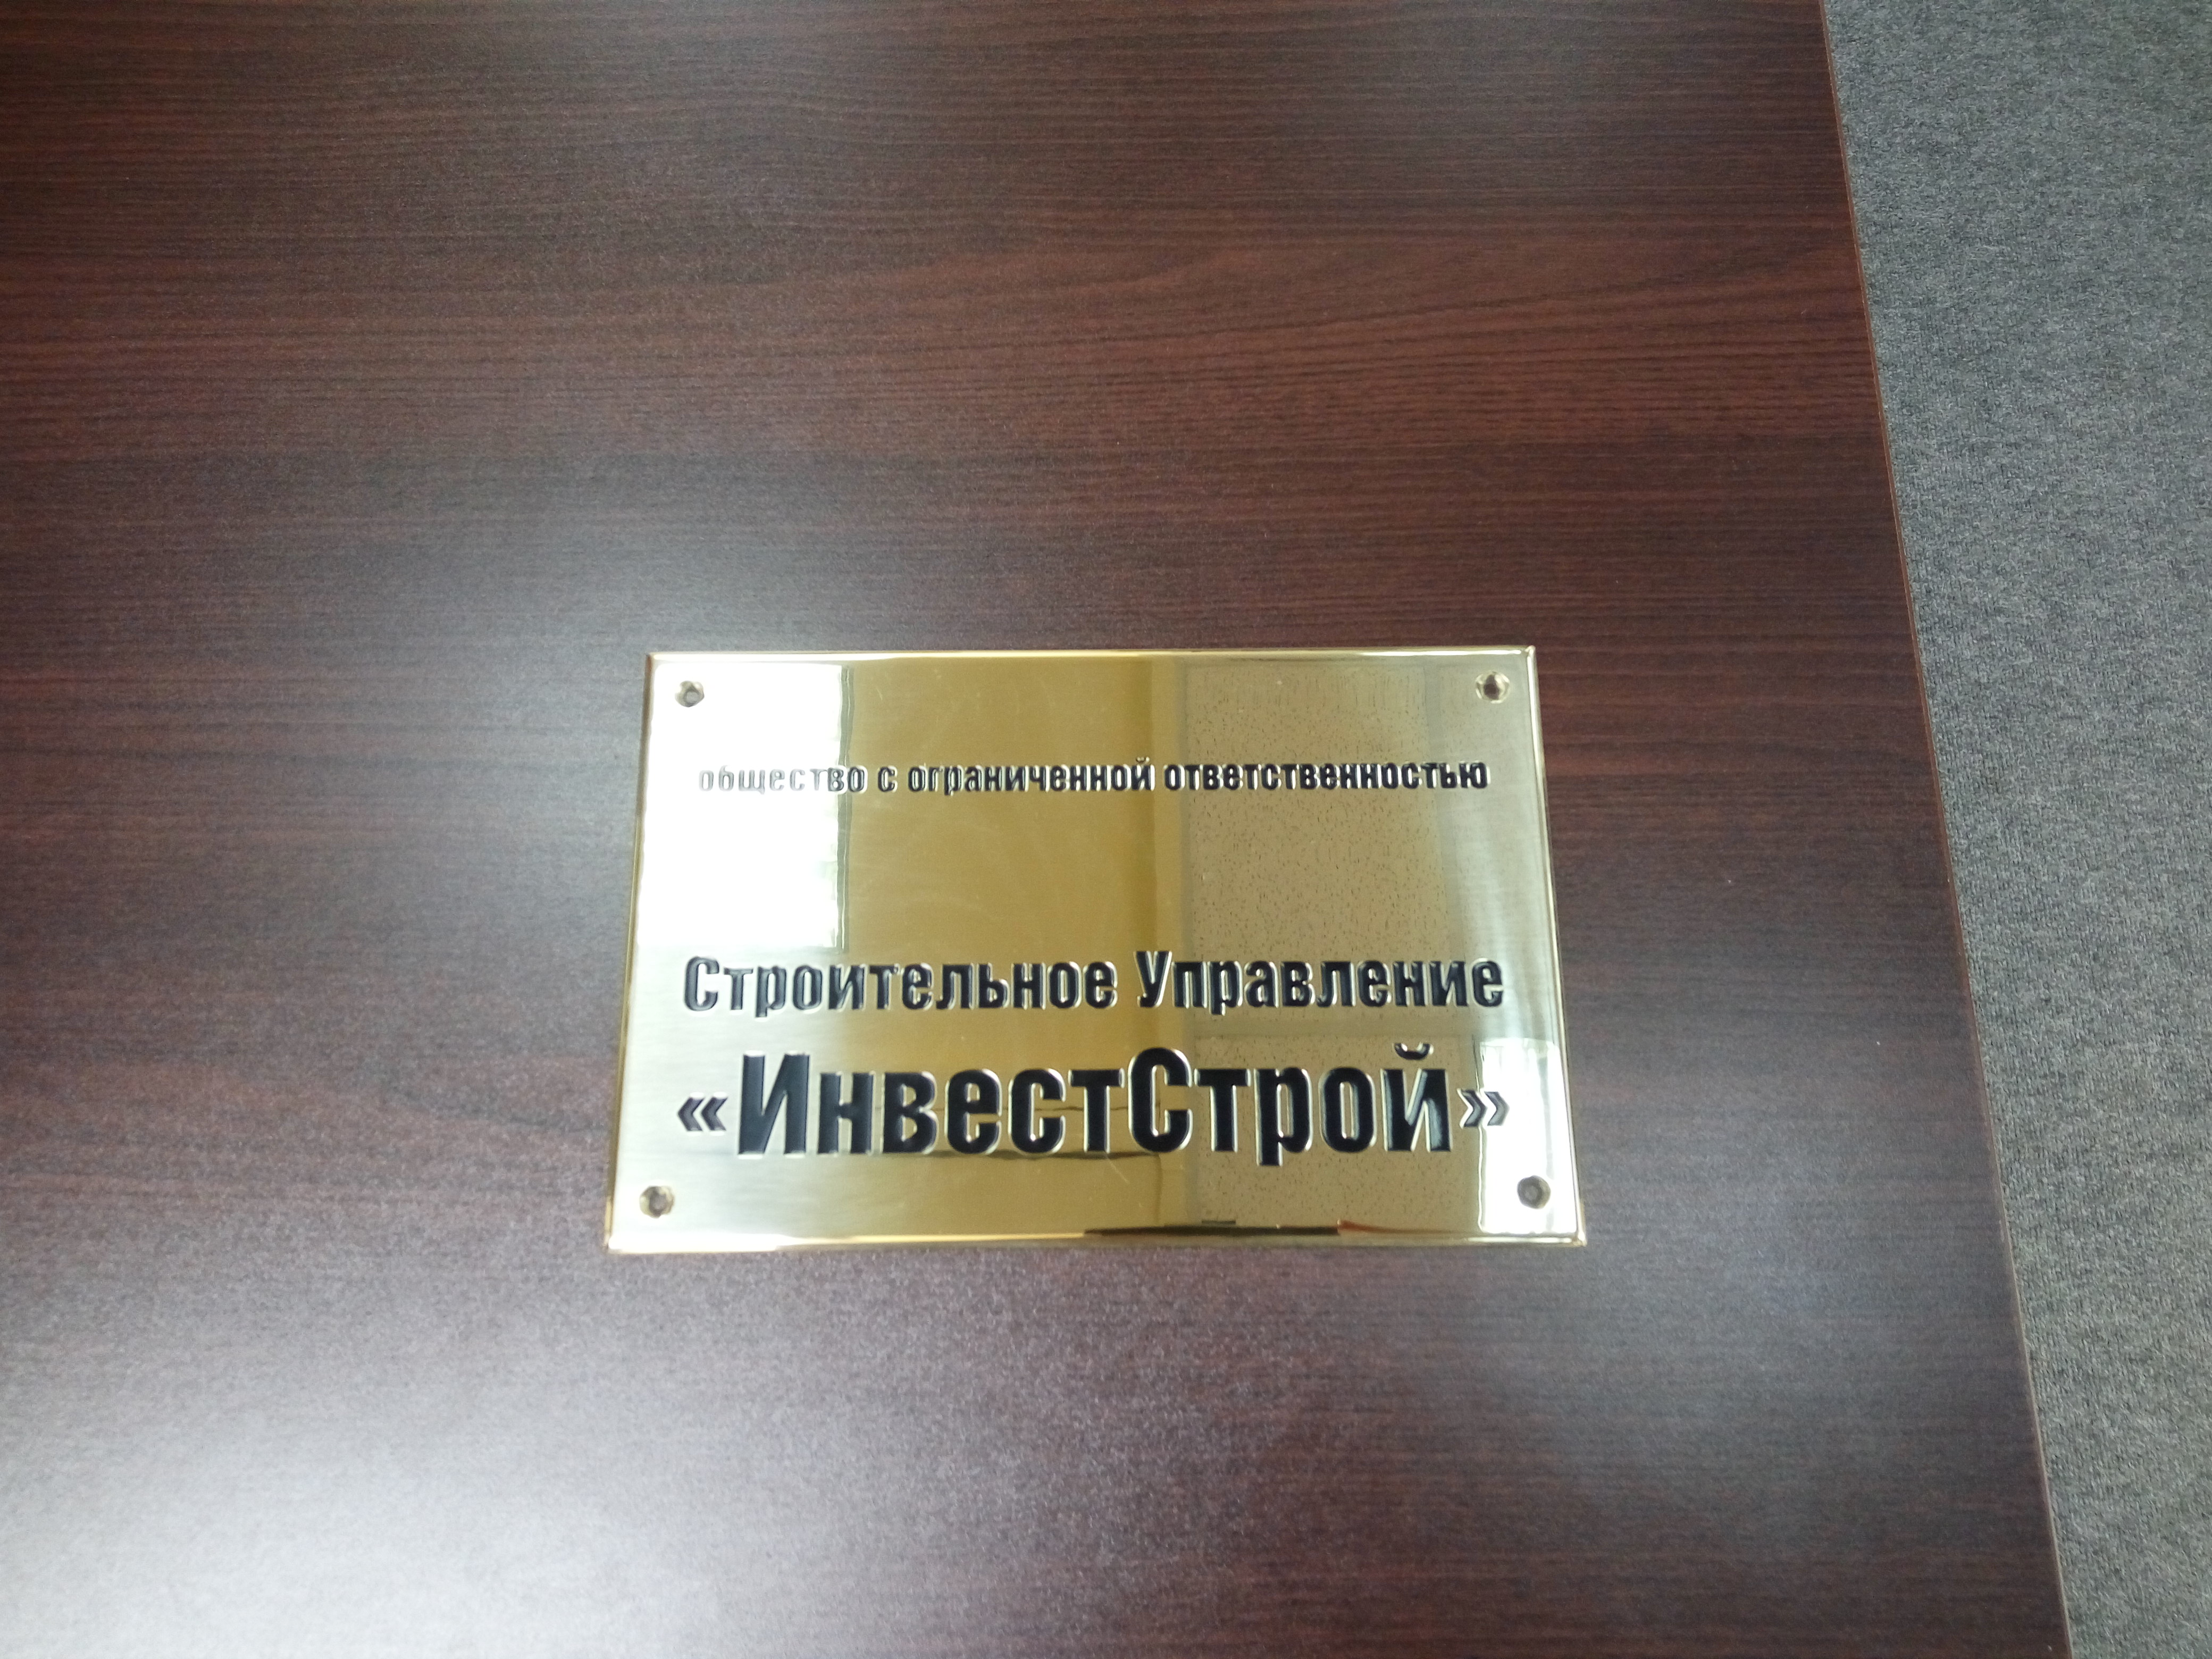 общество с ограниченной ответственностью
Строительное Управление
«ИнвестСтрой»